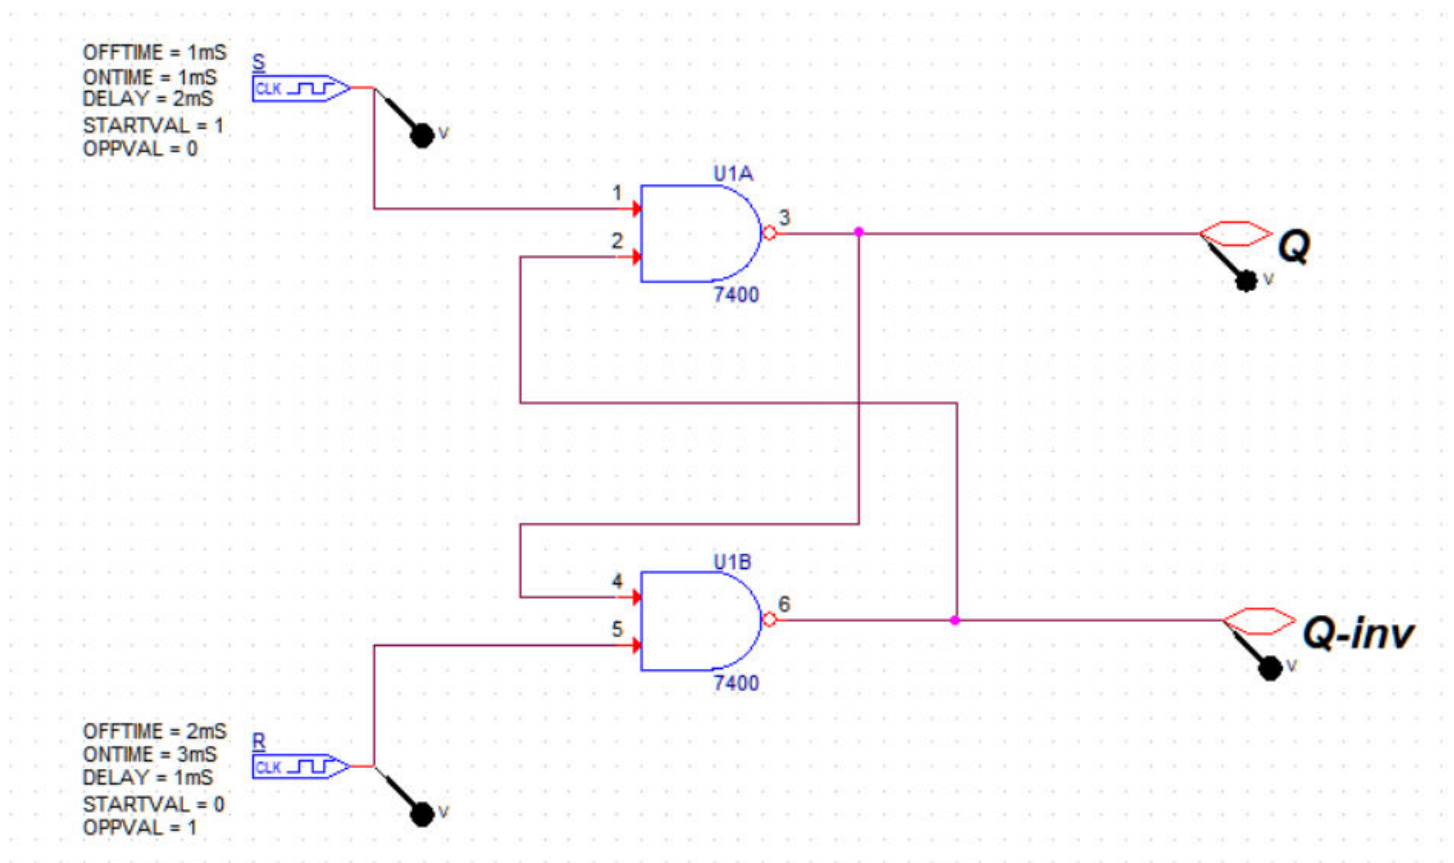 OFFTIME = 1mS
ONTIME = 1mS
DELAY = 2mS
STARTVAL = 1
OPPVAL = 0
S
CLK
V
U1A
1
2
3
7400
Q
V
U1B
4
5
6
7400
Q-inv
V
OFFTIME = 2mS
ONTIME = 3mS
DELAY = 1mS
STARTVAL = 0
OPPVAL = 1
R
CLK
V